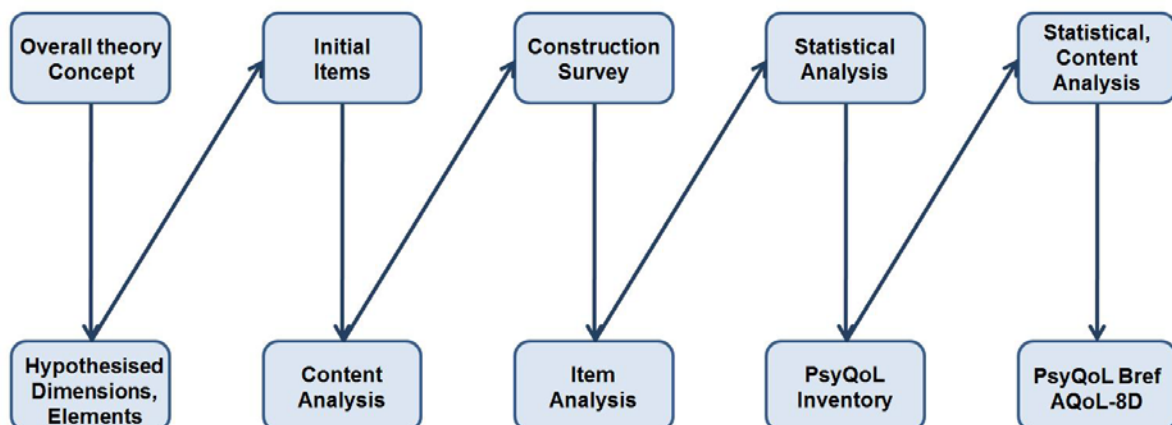 Overall theory
Concept
Initial
Items
Construction
Survey
Statistical
Analysis
Statistical,
Content
Analysis
Hypothesised
Dimensions,
Elements
Content
Analysis
Item
Analysis
PsyQoL
Inventory
PsyQoL Bref
AQoL-8D